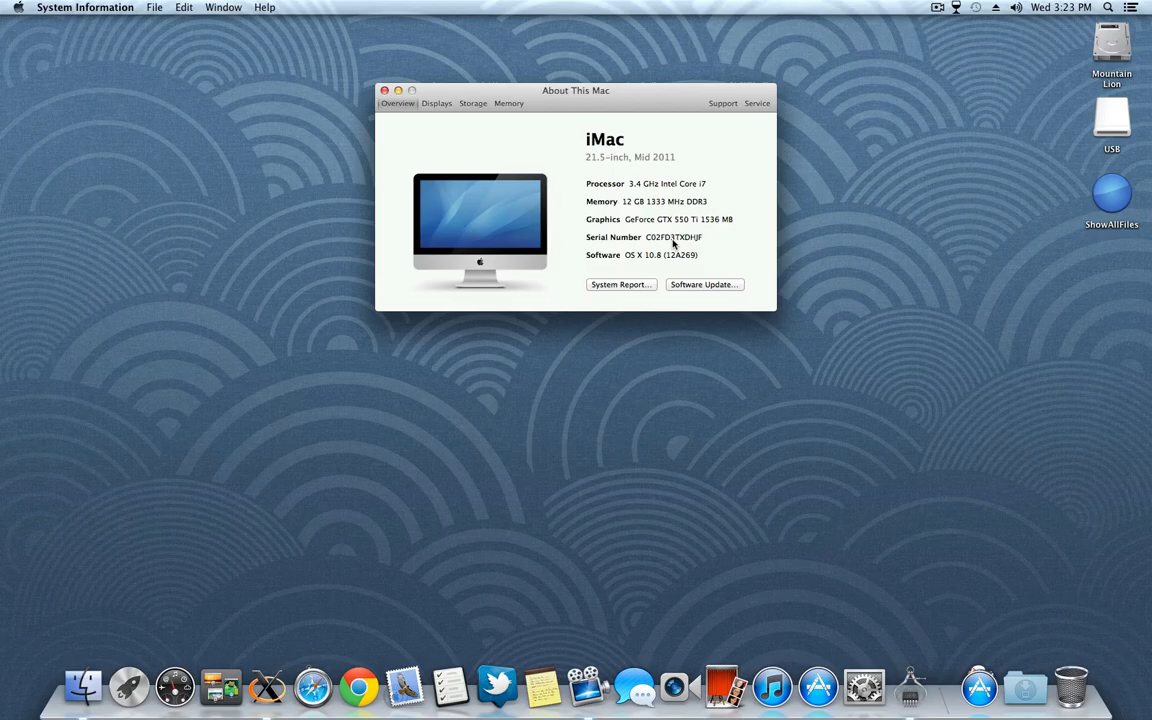 System Information File Edit Window Help Wed 3:23 PM
About This Mac
Overview Displays Storage Memory Support Service
iMac
21.5-inch, Mid 2011
Processor 3.4 GHz Intel Core i7
Memory 12 GB 1333 MHz DDR3
Graphics GeForce GTX 550 Ti 1536 MB
Serial Number
Software OS X 10.8 (12A269)
System Report... Software Update...
Mountain
Lion
USB
ShowAllFiles